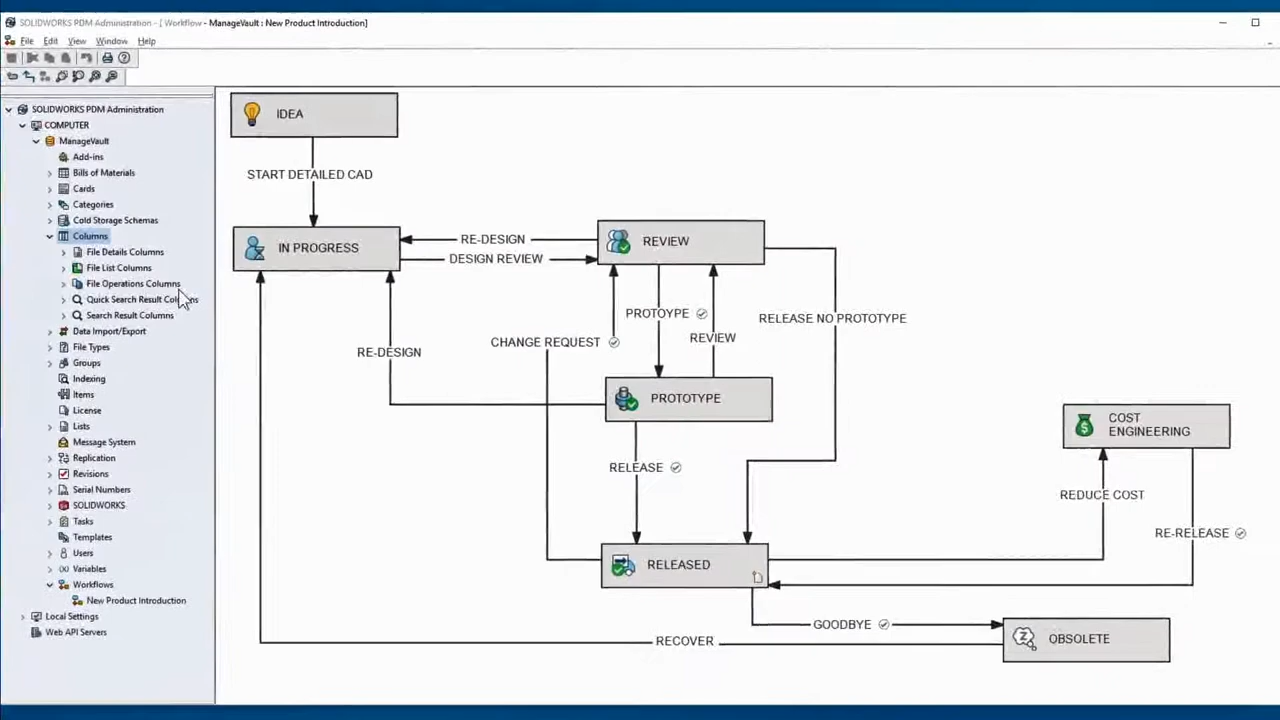 SOLIDWORKS PDM Administration - [ Workflow - ManageVault : New Product Introduction]
File Edit View Window Help
SOLIDWORKS PDM Administration
COMPUTER
ManageVault
Add-ins
Bills of Materials
Cards
Categories
Cold Storage Schemas
Columns
File Details Columns
File List Columns
File Operations Columns
Quick Search Result Columns
Search Result Columns
Data Import/Export
File Types
Groups
Indexing
Items
License
Lists
Message System
Replication
Revisions
Serial Numbers
SOLIDWORKS
Tasks
Templates
Users
Variables
Workflows
New Product Introduction
Local Settings
Web API Servers
IDEA
START DETAILED CAD
IN PROGRESS
RE-DESIGN
DESIGN REVIEW
REVIEW
PROTOYPE
REVIEW
RELEASE NO PROTOTYPE
CHANGE REQUEST
RE-DESIGN
PROTOTYPE
COST
ENGINEERING
RELEASE
REDUCE COST
RE-RELEASE
RELEASED
GOODBYE
RECOVER
OBSOLETE